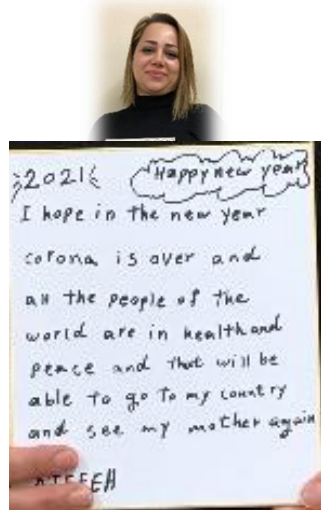 2021
Happy new year
I hope in the new year
corona is over and
all the people of the
world are in health and
peace and that will be
able to go to my country
and see my mother again